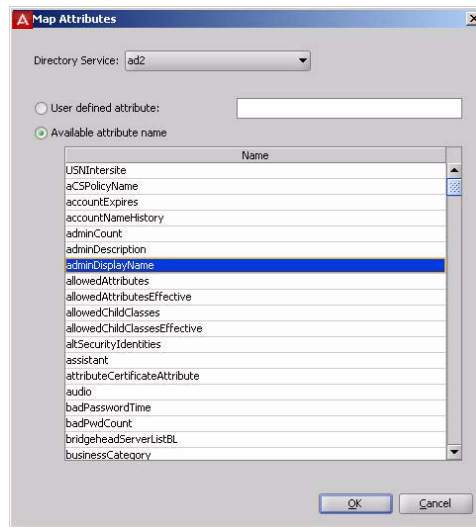 Map Attributes
Directory Service: ad2
User defined attribute:
Available attribute name
Name
USNIntersite
aCSPolicyName
accountExpires
accountNameHistory
adminCount
adminDescription
adminDisplayName
allowedAttributes
allowedAttributesEffective
allowedChildClasses
allowedChildClassesEffective
altSecurityIdentities
assistant
attributeCertificateAttribute
audio
badPasswordTime
badPwdCount
bridgeheadServerListBL
businessCategory
OK Cancel